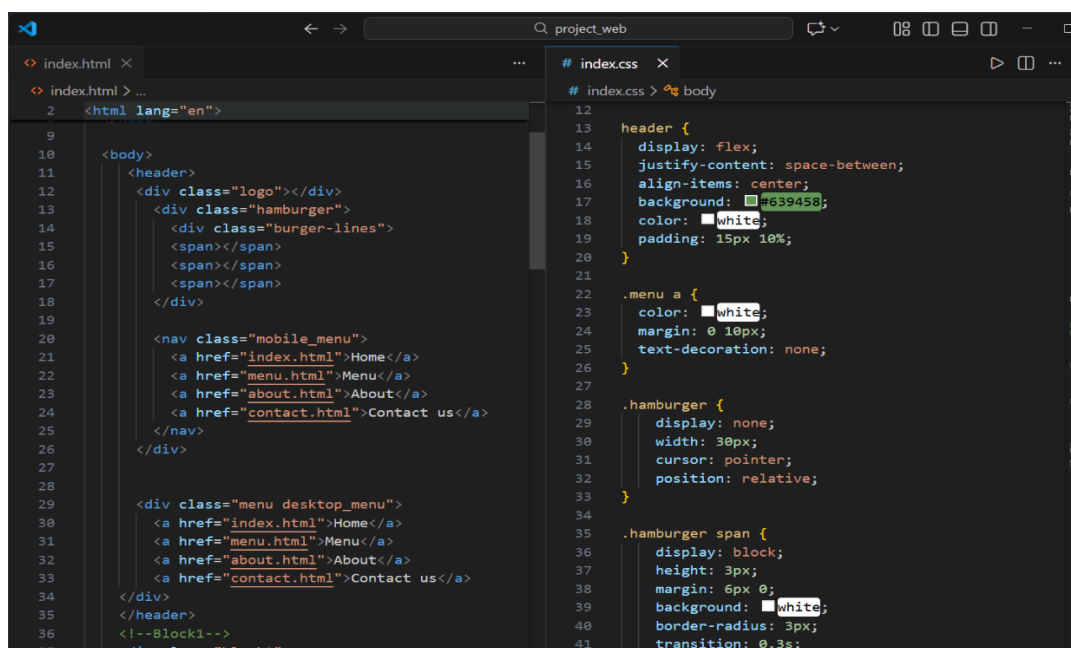 project_web
index.html
index.html > ...
2 <html lang="en">
9
10 <body>
11 <header>
12 <div class="logo"></div>
13 <div class="hamburger">
14 <div class="burger-lines">
15 <span></span>
16 <span></span>
17 <span></span>
18 </div>
19
20 <nav class="mobile_menu">
21 <a href="index.html">Home</a>
22 <a href="menu.html">Menu</a>
23 <a href="about.html">About</a>
24 <a href="contact.html">Contact us</a>
25 </nav>
26 </div>
27
28
29 <div class="menu desktop_menu">
30 <a href="index.html">Home</a>
31 <a href="menu.html">Menu</a>
32 <a href="about.html">About</a>
33 <a href="contact.html">Contact us</a>
34 </div>
35 </header>
36 <!--Block1-->
# index.css
# index.css > body
12
13 header {
14 display: flex;
15 justify-content: space-between;
16 align-items: center;
17 background: #639458;
18 color: white;
19 padding: 15px 10%;
20 }
21
22 .menu a {
23 color: white;
24 margin: 0 10px;
25 text-decoration: none;
26 }
27
28 .hamburger {
29 display: none;
30 width: 30px;
31 cursor: pointer;
32 position: relative;
33 }
34
35 .hamburger span {
36 display: block;
37 height: 3px;
38 margin: 6px 0;
39 background: white;
40 border-radius: 3px;
41 transition: 0.3s;